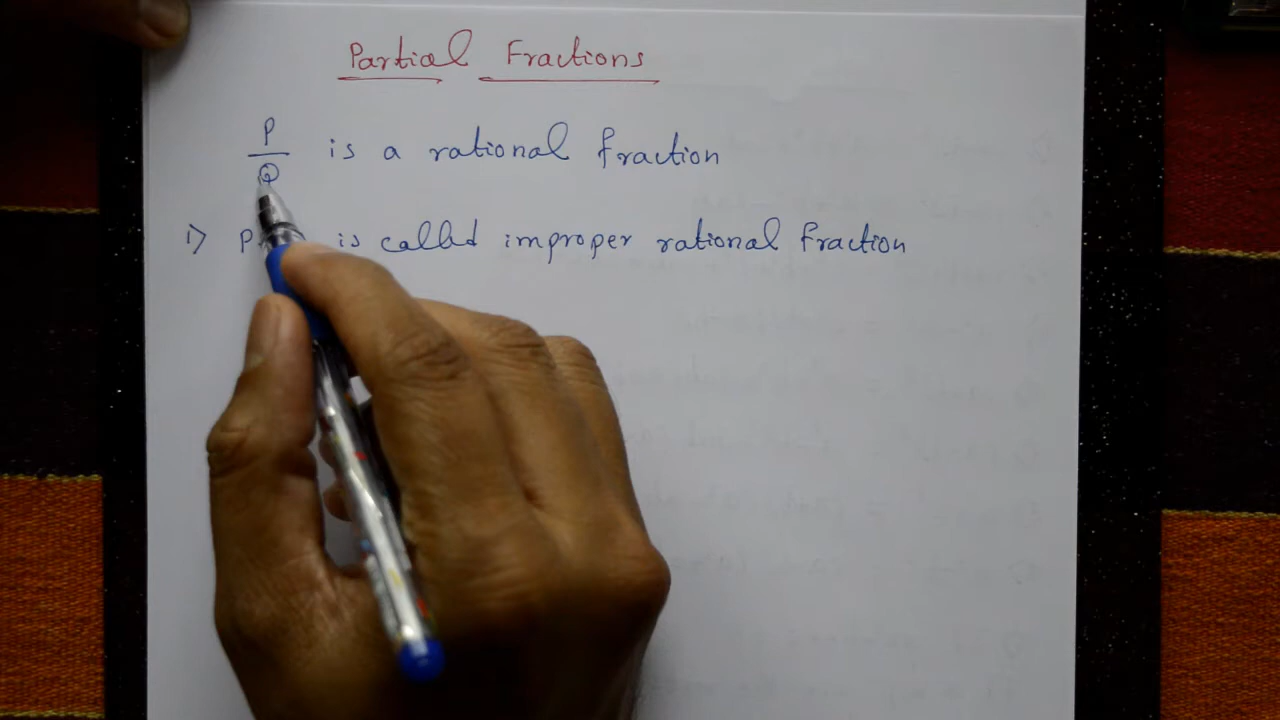 Partial Fractions
P
Q
is a rational fraction
1) P is called improper rational fraction